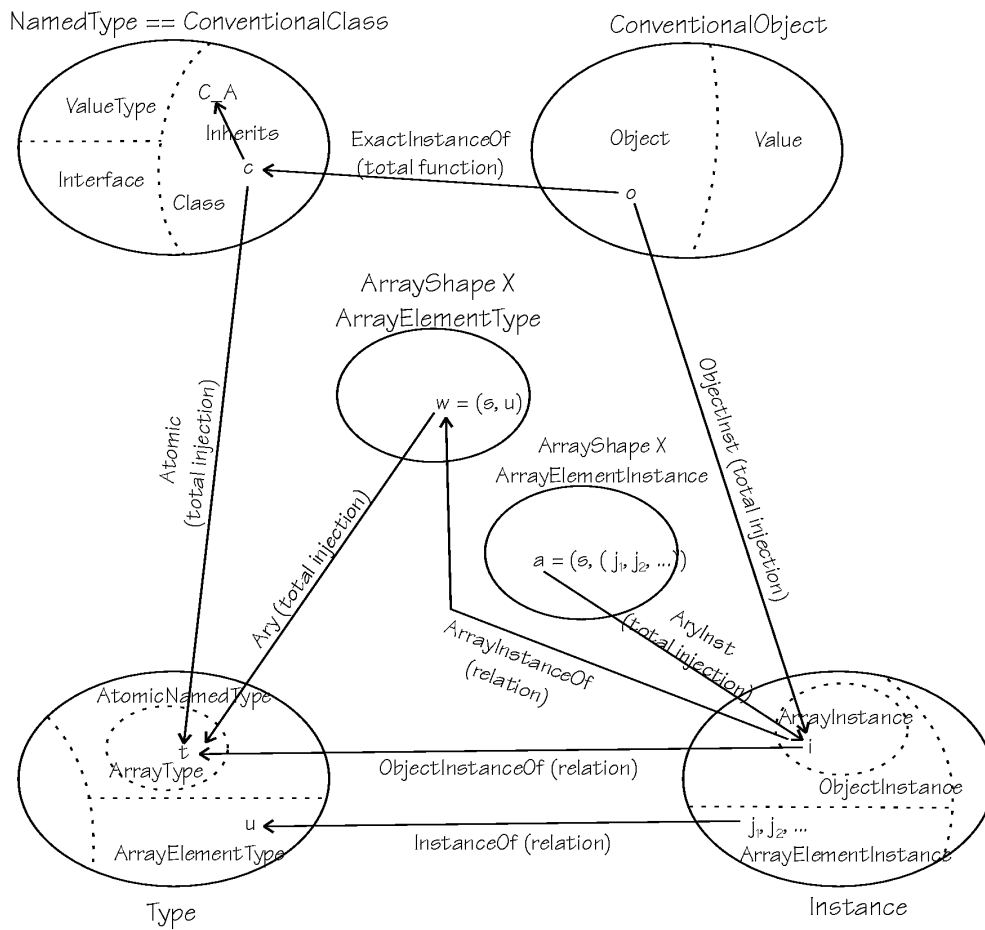 NamedType == ConventionalClass
ConventionalObject
C_A
ValueType
Inherits
ExactInstanceOf
(total function)
Object
Value
Interface
c
Class
o
ArrayShape X
ArrayElementType
w = (s, u)
Atomic
(total injection)
ObjectInst (total injection)
ArrayShape X
ArrayElementInstance
a = (s, ( j₁, j₂, ...))
Ary (total injection)
AryInst
(total injection)
ArrayInstanceOf
(relation)
AtomicNamedType
ArrayInstance
t
i
ArrayType
ObjectInstanceOf (relation)
ObjectInstance
u
j₁, j₂, ...
InstanceOf (relation)
ArrayElementType
ArrayElementInstance
Type
Instance